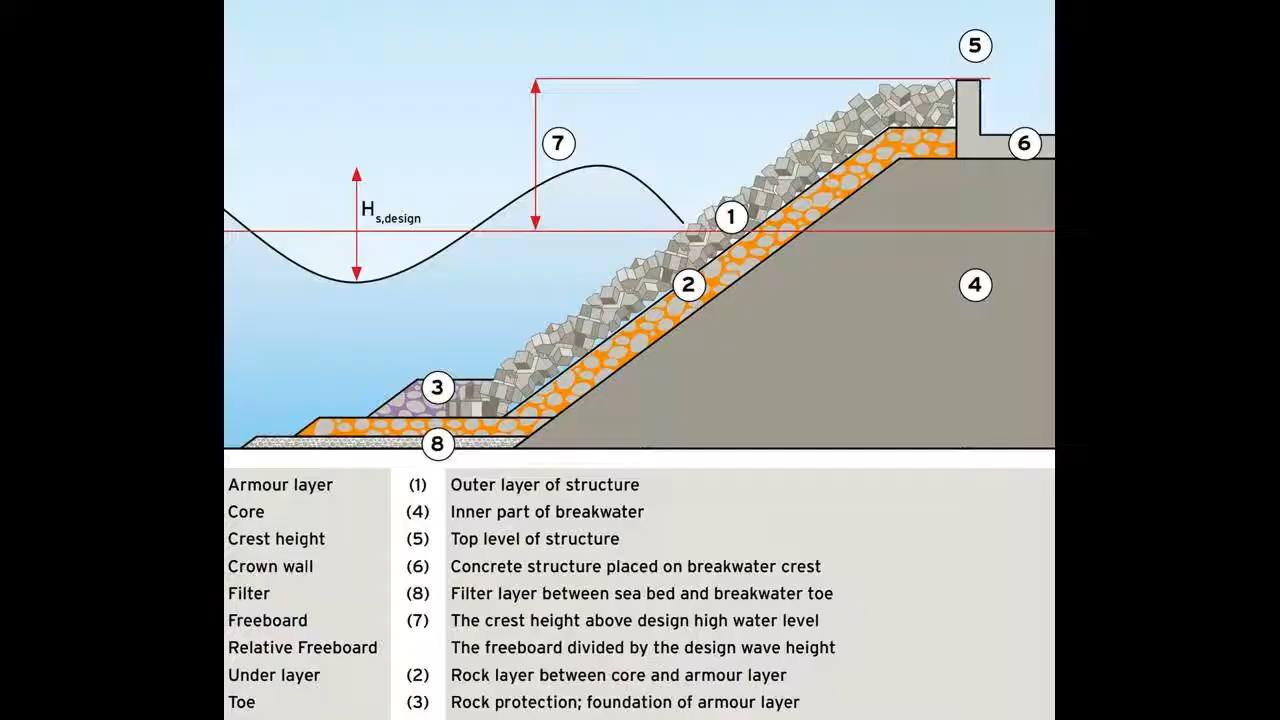 5
7
6
H s,design
1
2
4
3
8
Armour layer (1) Outer layer of structure
Core (4) Inner part of breakwater
Crest height (5) Top level of structure
Crown wall (6) Concrete structure placed on breakwater crest
Filter (8) Filter layer between sea bed and breakwater toe
Freeboard (7) The crest height above design high water level
Relative Freeboard The freeboard divided by the design wave height
Under layer (2) Rock layer between core and armour layer
Toe (3) Rock protection; foundation of armour layer